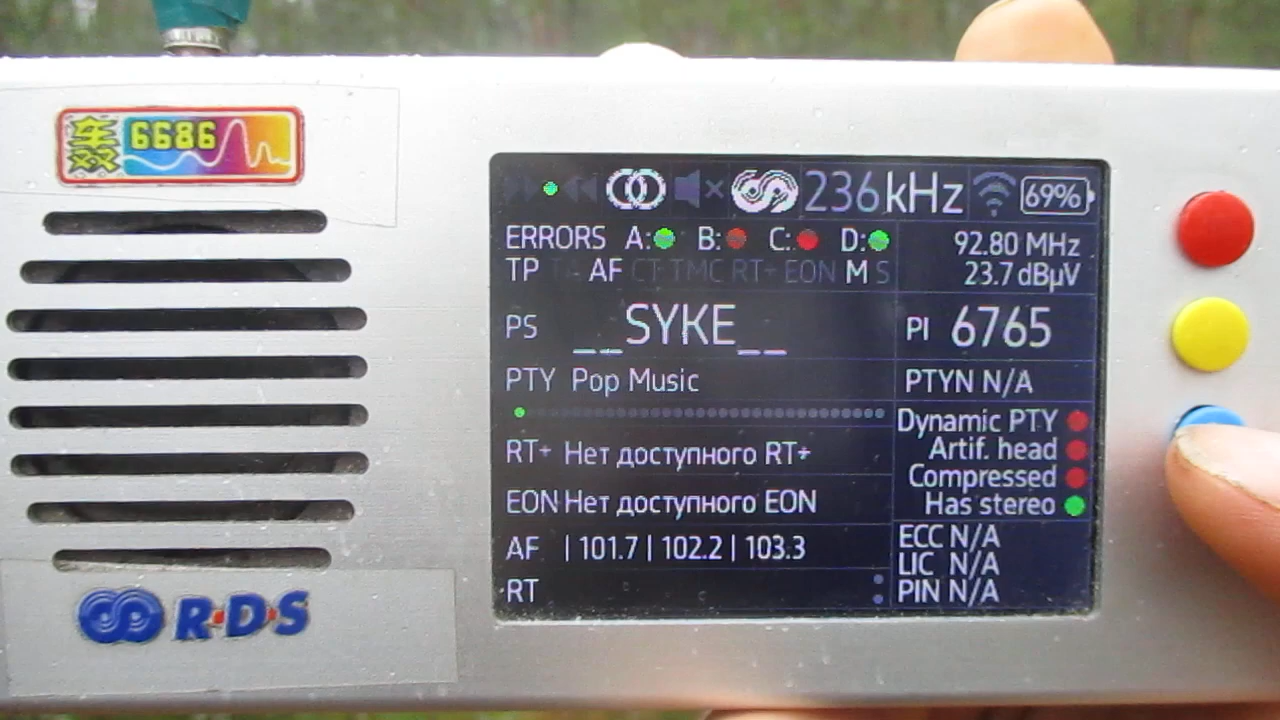 6686
236 kHz 69%
ERRORS A: B: C: D:
92.80 MHz
TP TA AF CT TMC RT+ EON M S
23.7 dBµV
PS __SYKE__
PI 6765
PTY Pop Music
PTYN N/A
Dynamic PTY
Artif. head
Compressed
Has stereo
RT+ Нет доступного RT+
EON Нет доступного EON
AF | 101.7 | 102.2 | 103.3
RT
ECC N/A
LIC N/A
PIN N/A
R·D·S